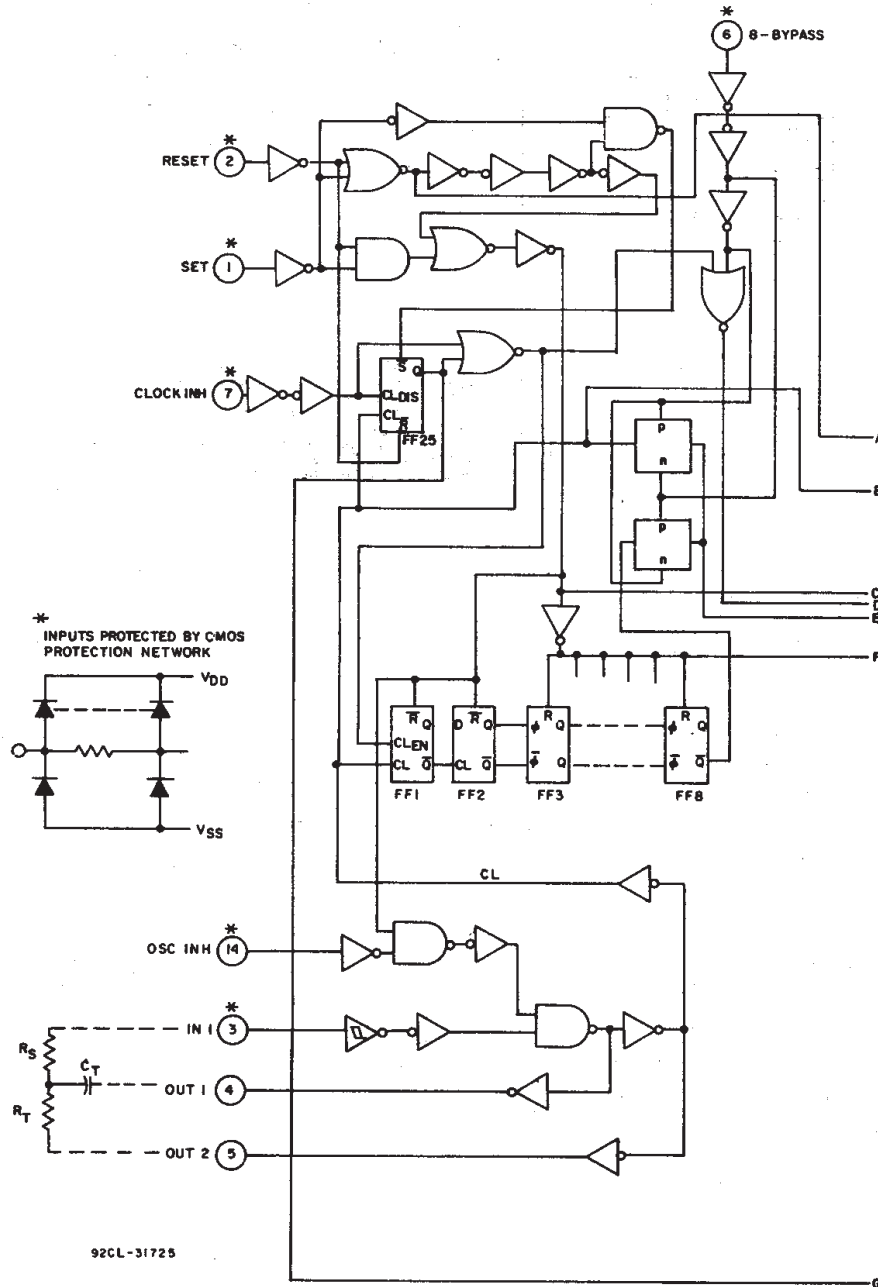 *
6 8-BYPASS
*
RESET 2
*
SET 1
*
CLOCK INH 7
S Q
CL DIS
CL R
FF25
p
n
p
n
A
B
C
D
E
F
G
*
INPUTS PROTECTED BY CMOS
PROTECTION NETWORK
VDD
VSS
R̅ Q
CL EN
CL Q̅
FF1
D R̅ Q
CL Q̅
FF2
R
ϕ Q
ϕ̅ Q̅
FF3
R
ϕ Q
ϕ̅ Q̅
FF8
CL
*
OSC INH 14
*
IN 1 3
RS
CT
OUT 1 4
RT
OUT 2 5
92CL-31725